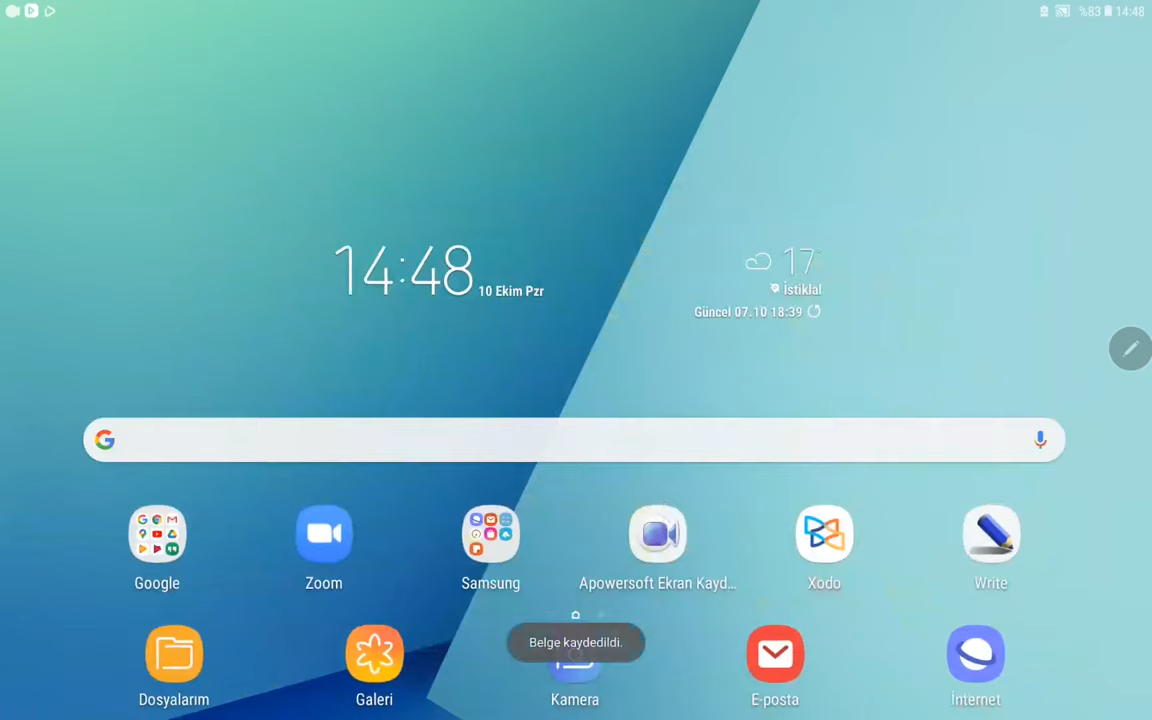 %83 14:48
14:48 10 Ekim Pzr
17°
İstiklal
Güncel 07.10 18:39
Google
Zoom
Samsung
Apowersoft Ekran Kayd...
Xodo
Write
Belge kaydedildi.
Dosyalarım
Galeri
Kamera
E-posta
İnternet